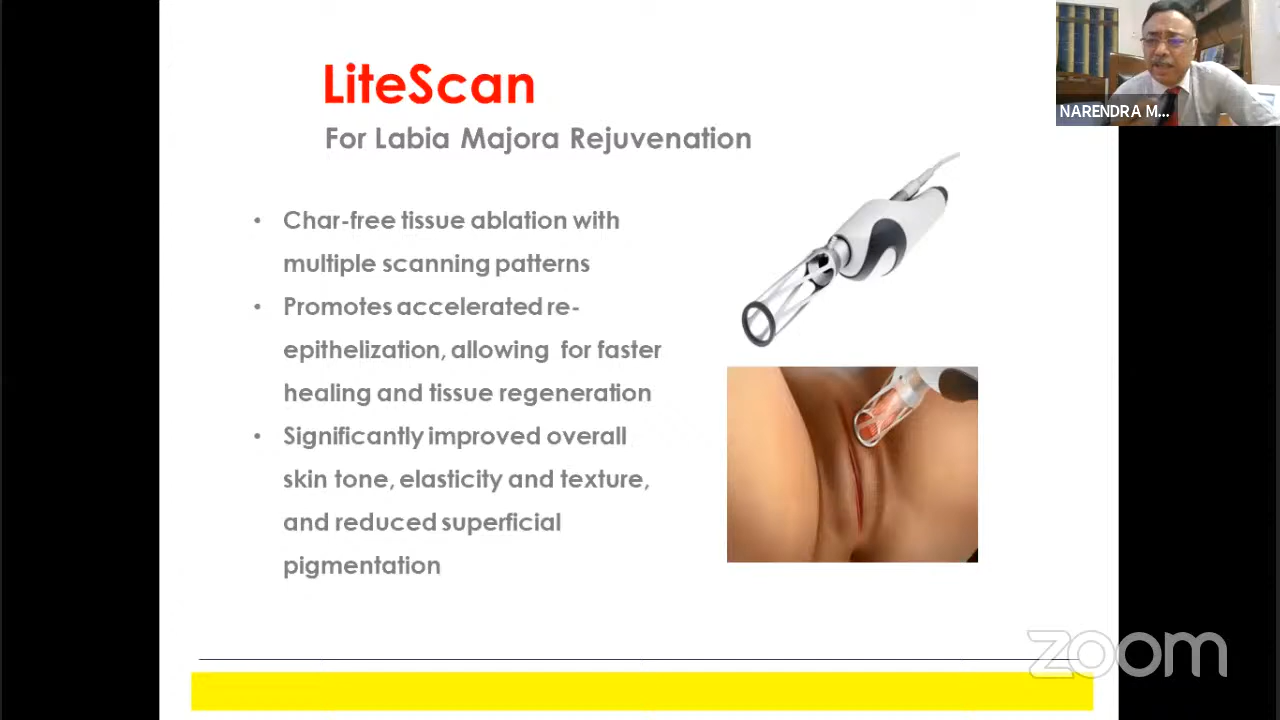 LiteScan
For Labia Majora Rejuvenation
• Char-free tissue ablation with
multiple scanning patterns
• Promotes accelerated re-
epithelization, allowing for faster
healing and tissue regeneration
• Significantly improved overall
skin tone, elasticity and texture,
and reduced superficial
pigmentation
NARENDRA M...
zoom